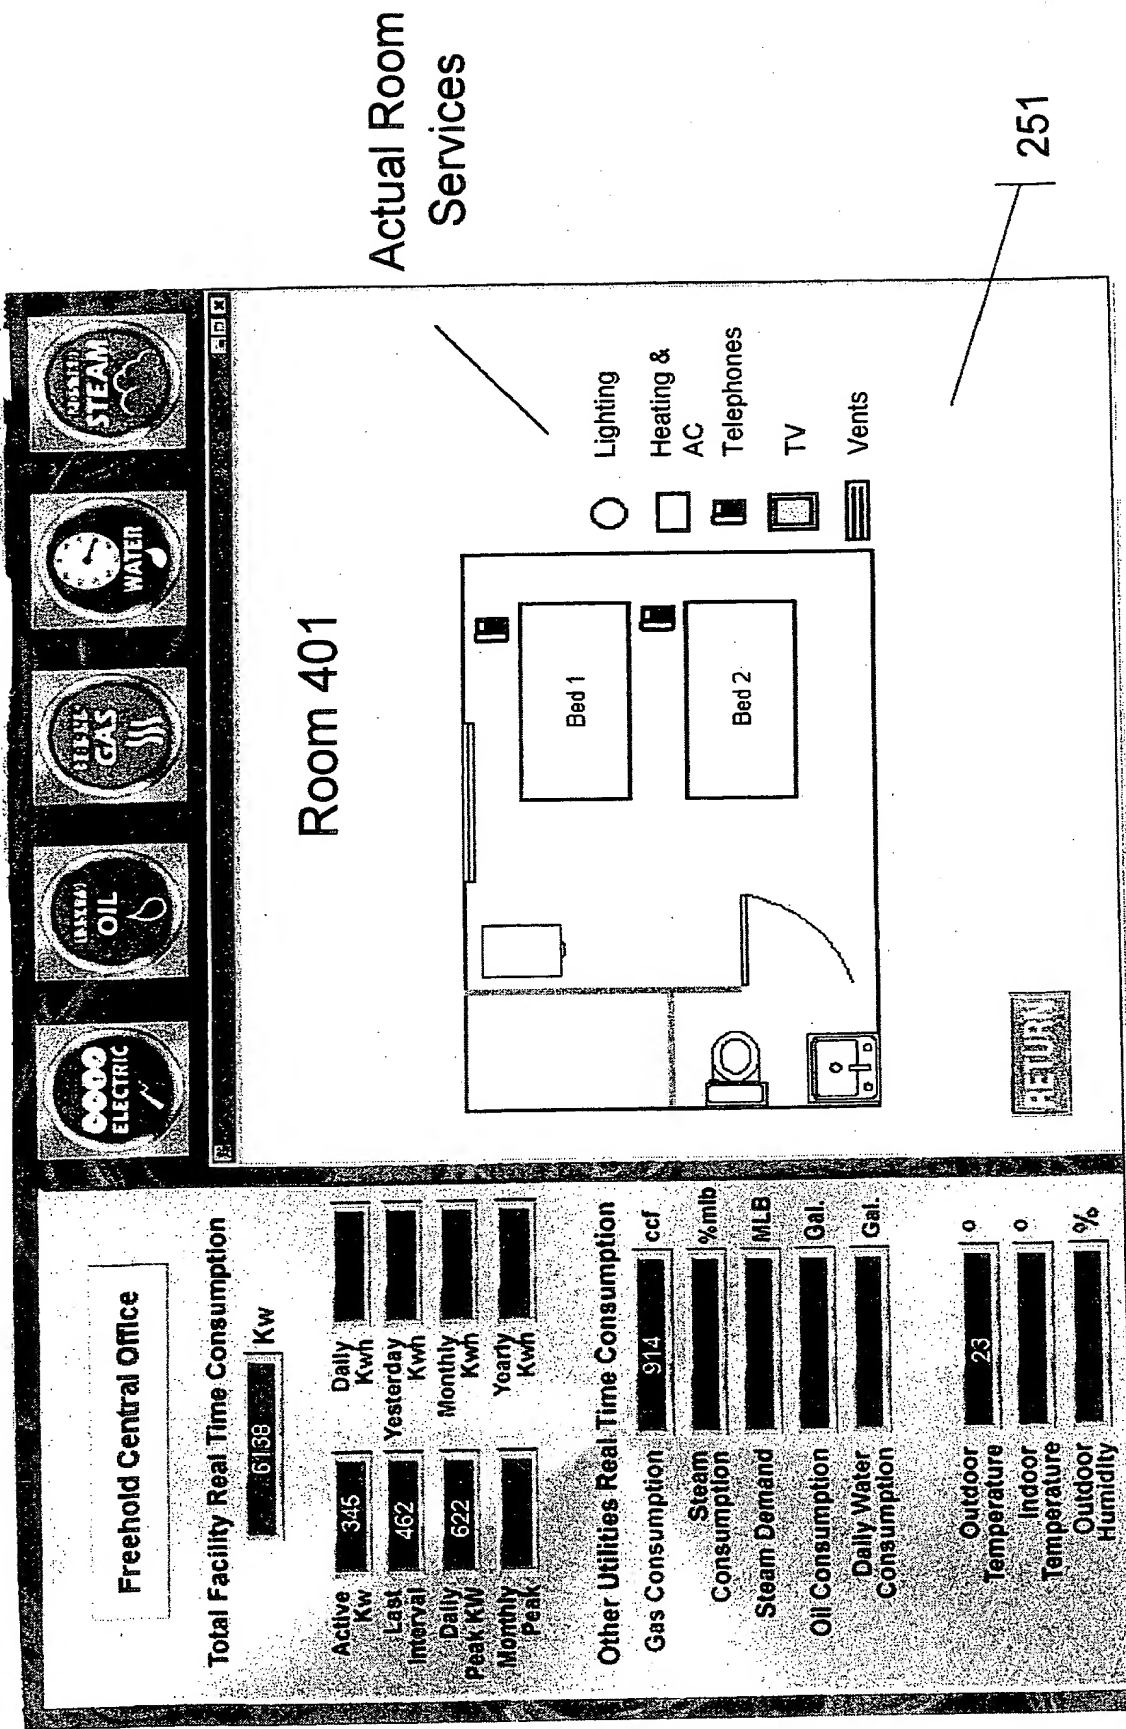 Actual Room
Services
251
ELECTRIC
OIL
GAS
WATER
STEAM
Freehold Central Office
Total Facility Real Time Consumption
6138 Kw
Active Kw 345 Daily Kwh
Last Interval 462 Yesterday Kwh
Daily Peak KW 622 Monthly Kwh
Monthly Peak Yearly Kwh
Other Utilities Real Time Consumption
Gas Consumption 914 ccf
Steam Consumption %mlb
Steam Demand MLB
Oil Consumption Gal.
Daily Water Consumption Gal.
Outdoor Temperature 23 o
Indoor Temperature o
Outdoor Humidity %
Room 401
Bed 1
Bed 2
Lighting
Heating &
AC
Telephones
TV
Vents
RETURN